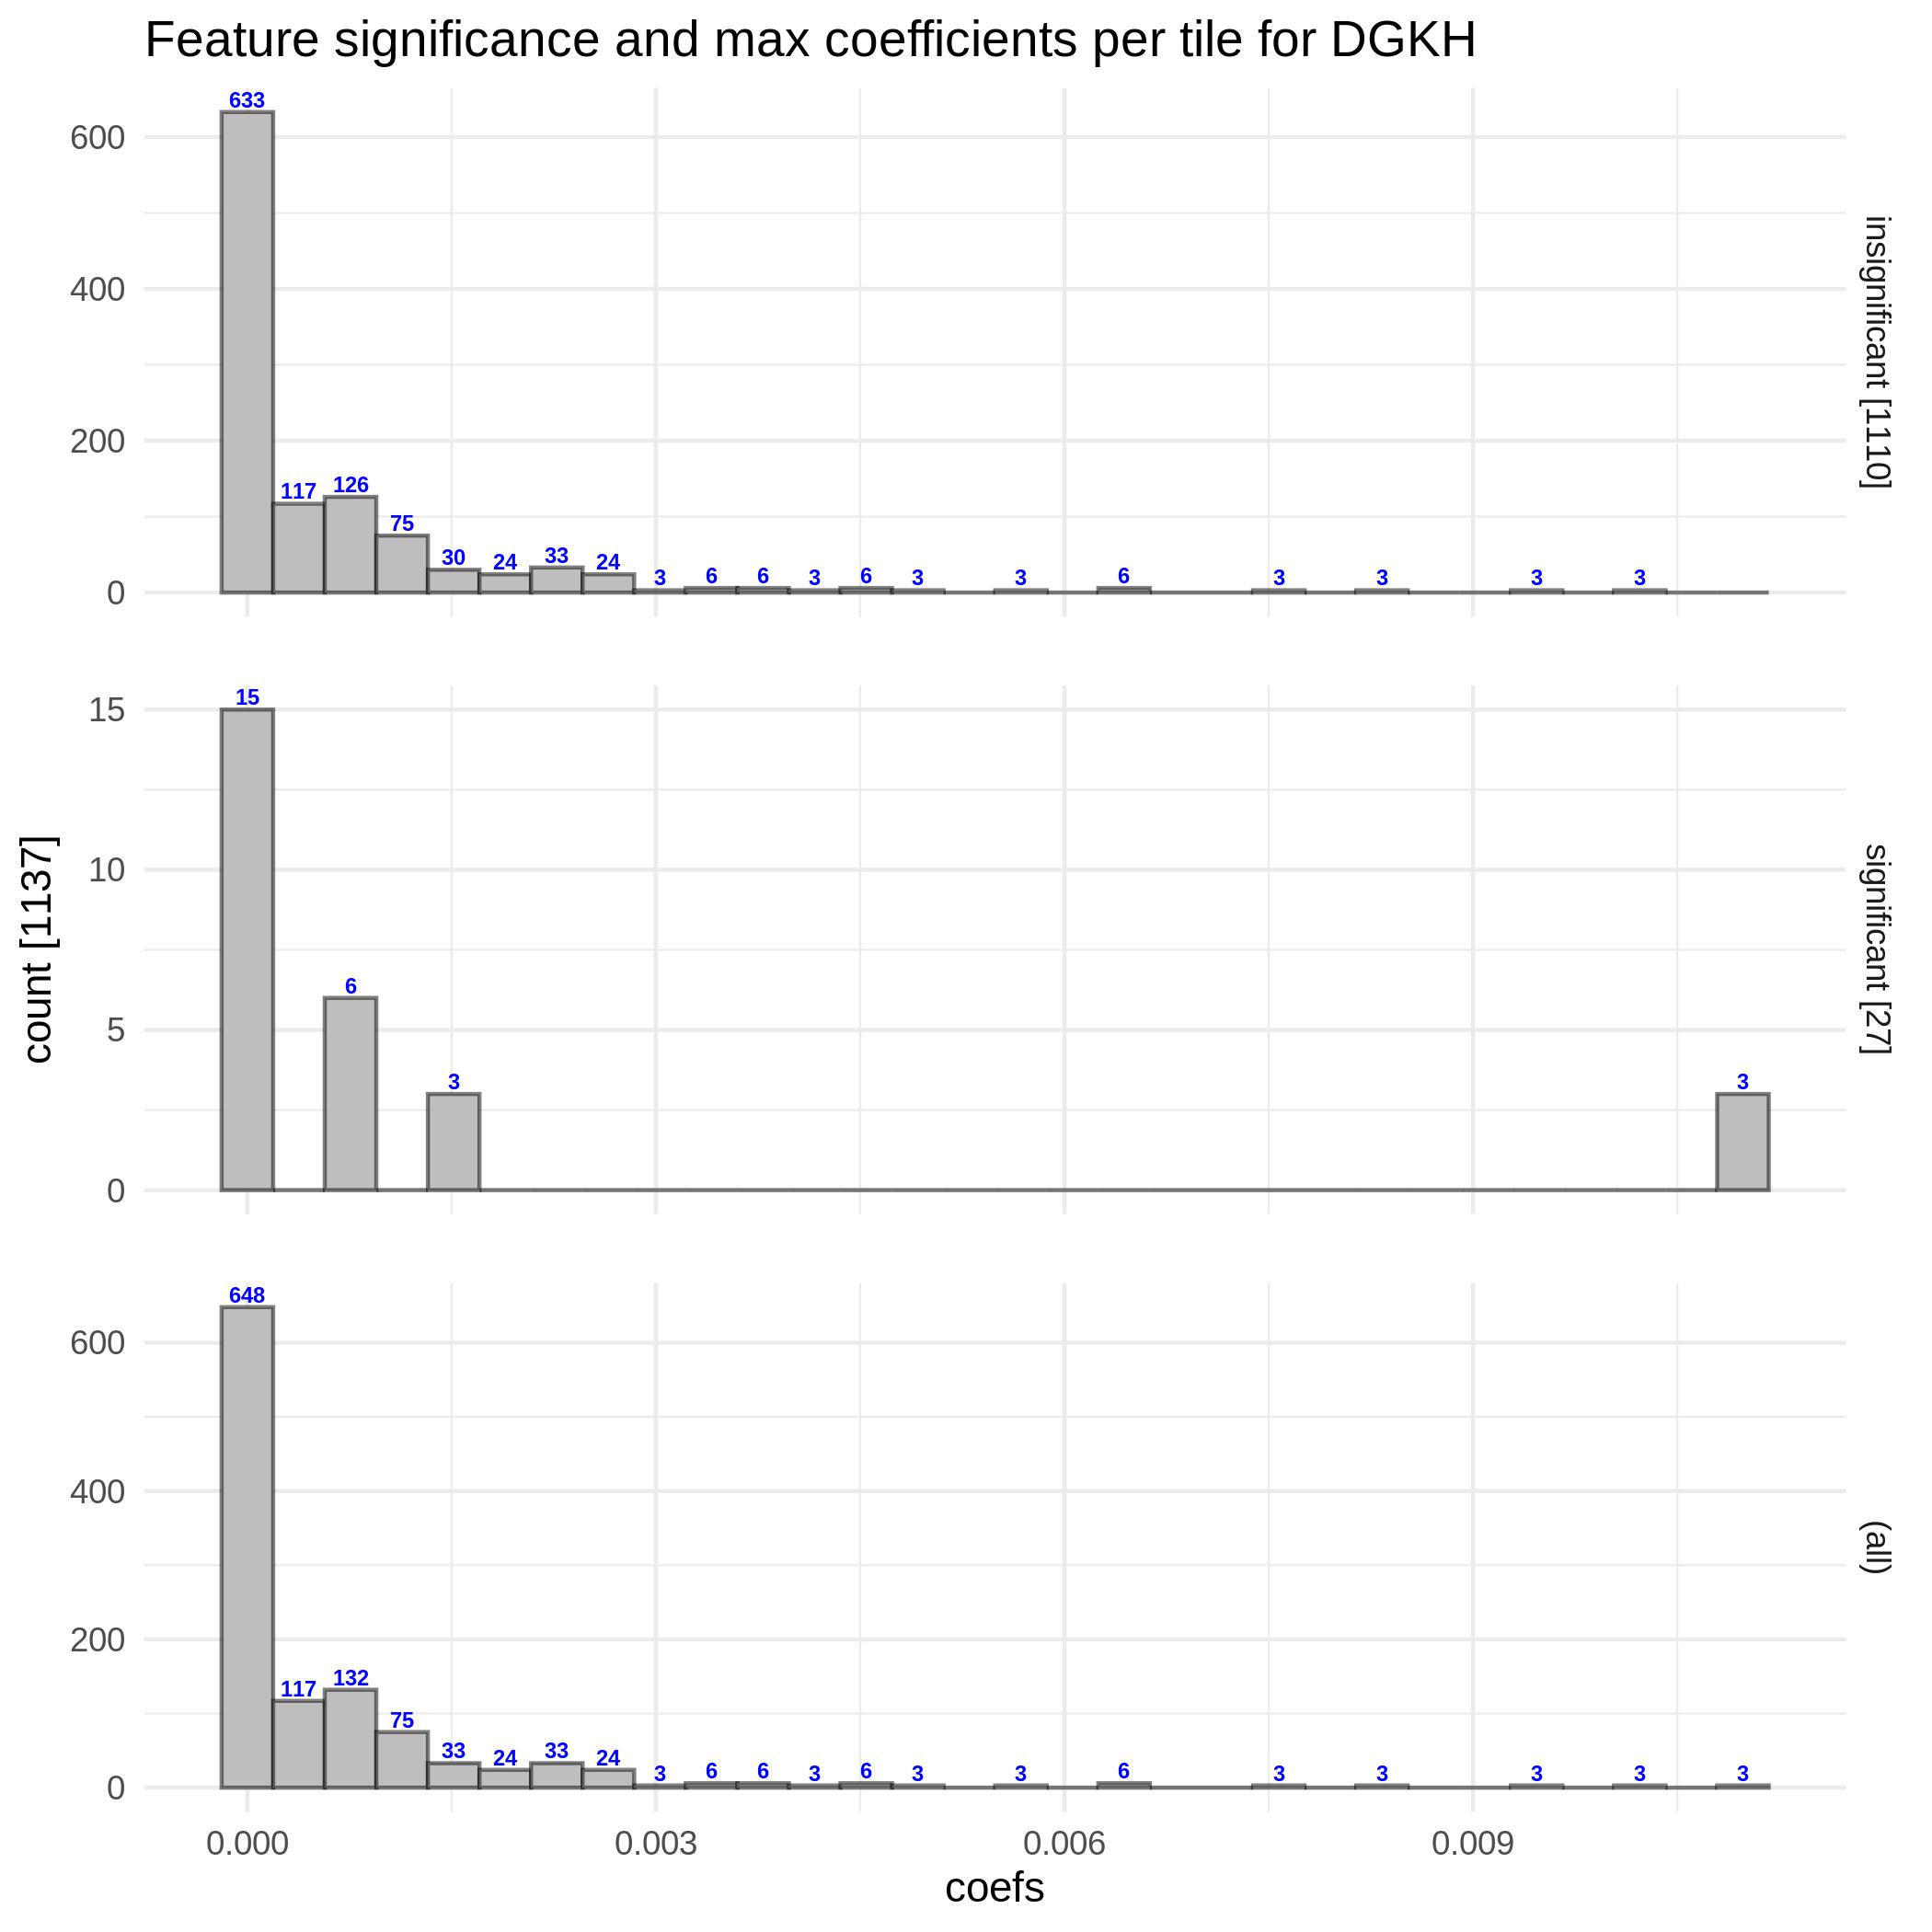 Feature significance and max coefficients per tile for DGKH
633
600
400
200
0
117 126 75 30 24 33 24 3 6 6 3 6 3 3 6 3 3 3 3
insignificant [1110]
15
15
10
5
0
6
3
3
significant [27]
count [1137]
648
600
400
200
0
117 132 75 33 24 33 24 3 6 6 3 6 3 3 6 3 3 3 3 3
(all)
0.000 0.003 0.006 0.009
coefs